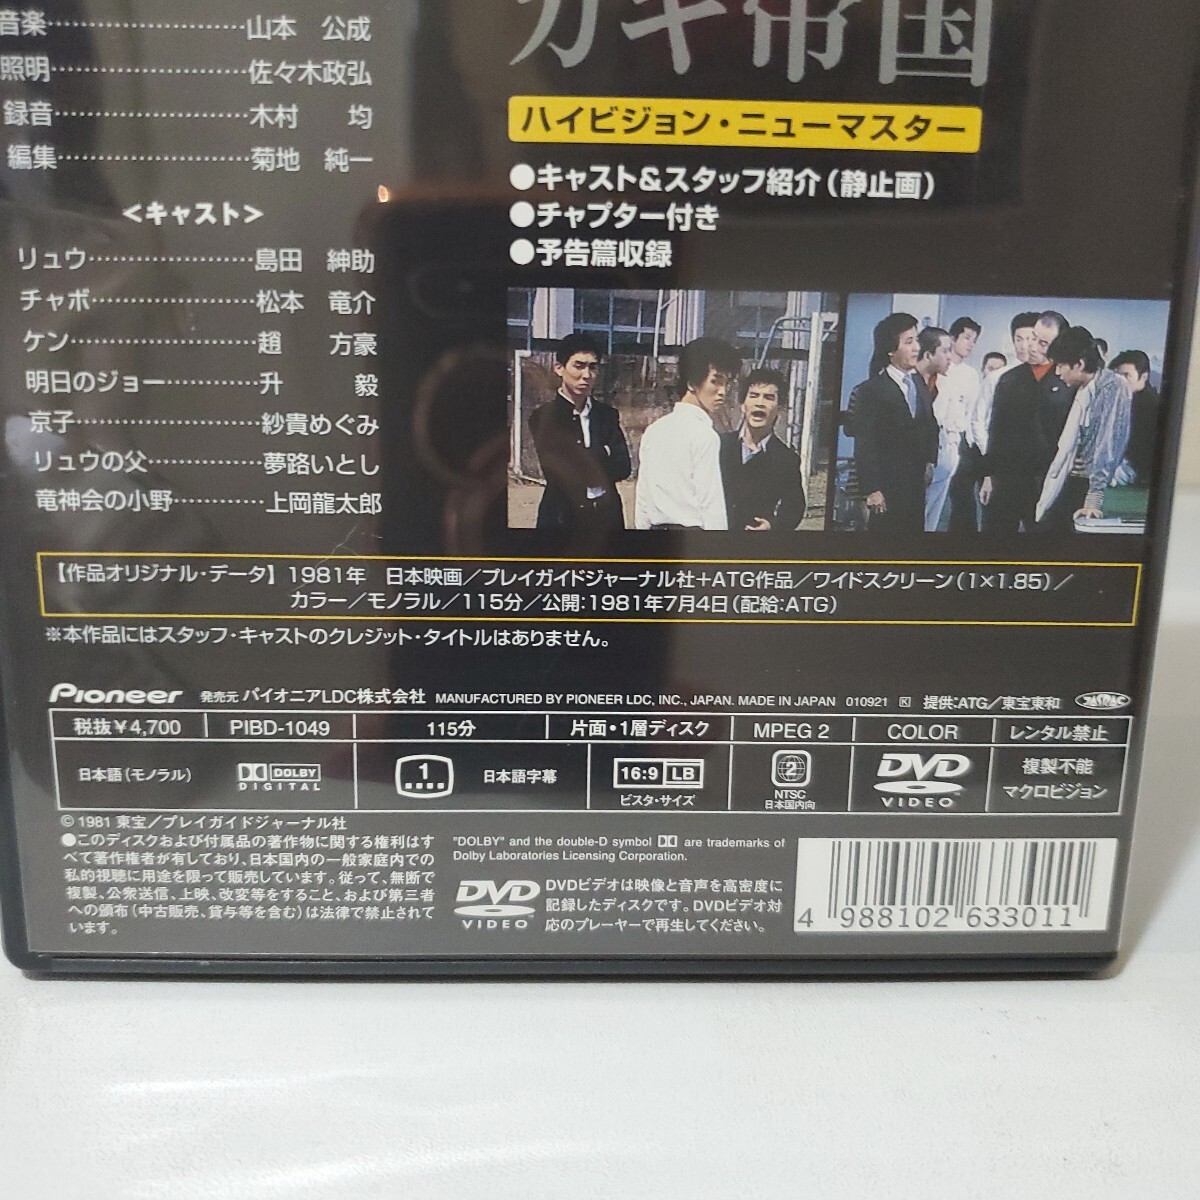 音楽……………………山本　公成
照明……………………佐々木政弘
録音……………………木村　　均
編集……………………菊地　純一
＜キャスト＞
リュウ…………………島田　紳助
チャボ…………………松本　竜介
ケン……………………趙　　方豪
明日のジョー…………升　　　毅
京子……………………紗貴めぐみ
リュウの父……………夢路いとし
竜神会の小野…………上岡龍太郎
ガキ帝国
ハイビジョン・ニューマスター
●キャスト&スタッフ紹介（静止画）
●チャプター付き
●予告篇収録
【作品オリジナル・データ】1981年　日本映画／プレイガイドジャーナル社＋ATG作品／ワイドスクリーン（1×1.85）／
カラー／モノラル／115分／公開：1981年7月4日（配給：ATG）
※本作品にはスタッフ・キャストのクレジット・タイトルはありません。
Pioneer 発売元 パイオニアLDC株式会社 MANUFACTURED BY PIONEER LDC, INC., JAPAN. MADE IN JAPAN 010921 K 提供：ATG／東宝東和
税抜￥4,700 PIBD-1049 115分 片面・1層ディスク MPEG 2 COLOR レンタル禁止
日本語（モノラル） DOLBY DIGITAL 1 日本語字幕 16:9 LB ビスタ・サイズ 2 NTSC 日本国内向 DVD VIDEO 複製不能 マクロビジョン
© 1981 東宝／プレイガイドジャーナル社
●このディスクおよび付属品の著作物に関する権利はす
べて著作権者が有しており、日本国内の一般家庭内での
私的視聴に用途を限って販売しています。従って、無断で
複製、公衆送信、上映、改変等をすること、および第三者
への頒布（中古販売、貸与等を含む）は法律で禁止されて
います。
"DOLBY" and the double-D symbol are trademarks of
Dolby Laboratories Licensing Corporation.
DVD VIDEO
DVDビデオは映像と音声を高密度に
記録したディスクです。DVDビデオ対
応のプレーヤーで再生してください。
4 988102 633011